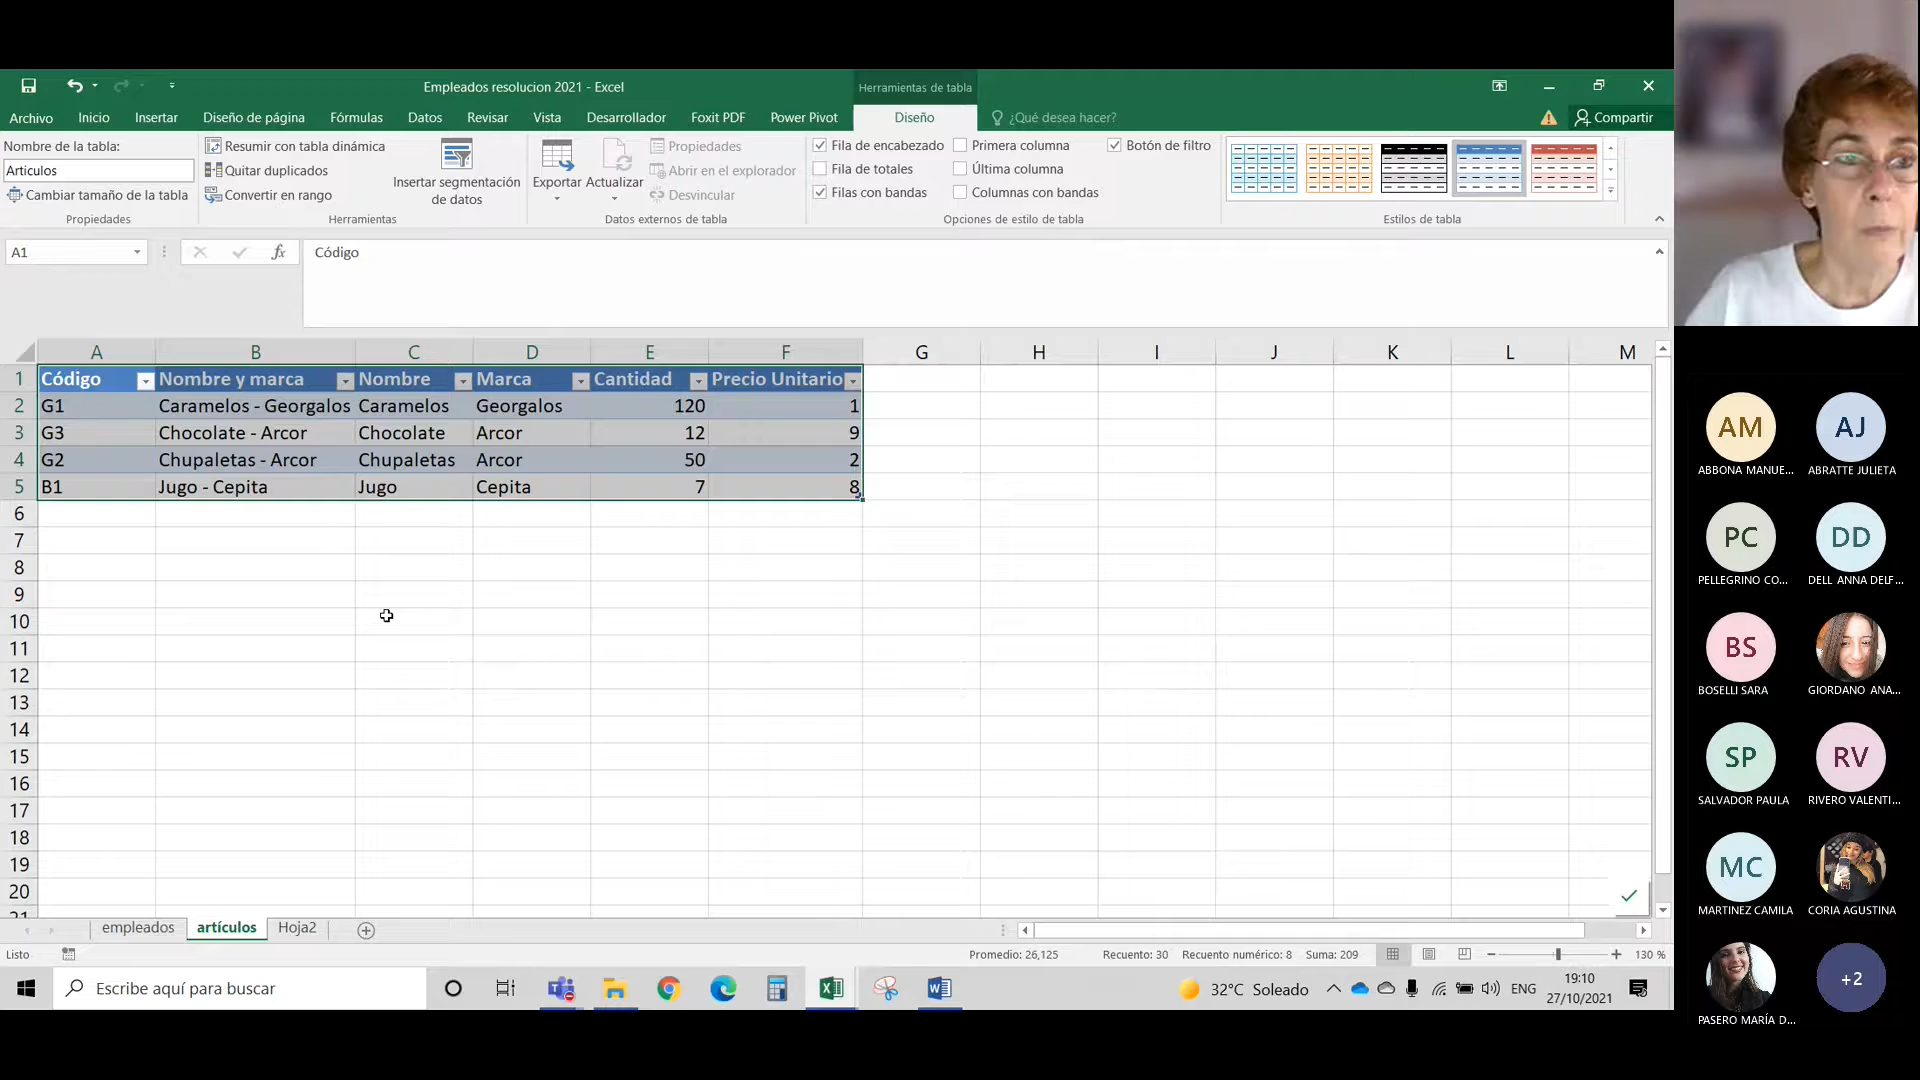 Empleados resolucion 2021 - Excel
Herramientas de tabla
Archivo Inicio Insertar Diseño de página Fórmulas Datos Revisar Vista Desarrollador Foxit PDF Power Pivot Diseño ¿Qué desea hacer? Compartir
Nombre de la tabla:
Articulos
Cambiar tamaño de la tabla
Propiedades
Resumir con tabla dinámica
Quitar duplicados
Convertir en rango
Insertar segmentación
de datos
Herramientas
Exportar Actualizar
Propiedades
Abrir en el explorador
Desvincular
Datos externos de tabla
Fila de encabezado Primera columna Botón de filtro
Fila de totales Última columna
Filas con bandas Columnas con bandas
Opciones de estilo de tabla
Estilos de tabla
A1 fx Código
A B C D E F G H I J K L M
1 Código Nombre y marca Nombre Marca Cantidad Precio Unitario
2 G1 Caramelos - Georgalos Caramelos Georgalos 120 1
3 G3 Chocolate - Arcor Chocolate Arcor 12 9
4 G2 Chupaletas - Arcor Chupaletas Arcor 50 2
5 B1 Jugo - Cepita Jugo Cepita 7 8
6
7
8
9
10
11
12
13
14
15
16
17
18
19
20
21
empleados artículos Hoja2
Listo Promedio: 26,125 Recuento: 30 Recuento numérico: 8 Suma: 209 130 %
Escribe aquí para buscar
32°C Soleado ENG
19:10
27/10/2021
AM AJ
ABBONA MANUE... ABRATTE JULIETA
PC DD
PELLEGRINO CO... DELL ANNA DELF...
BS
BOSELLI SARA GIORDANO ANA...
SP RV
SALVADOR PAULA RIVERO VALENTI...
MC
MARTINEZ CAMILA CORIA AGUSTINA
+2
PASERO MARÍA D...